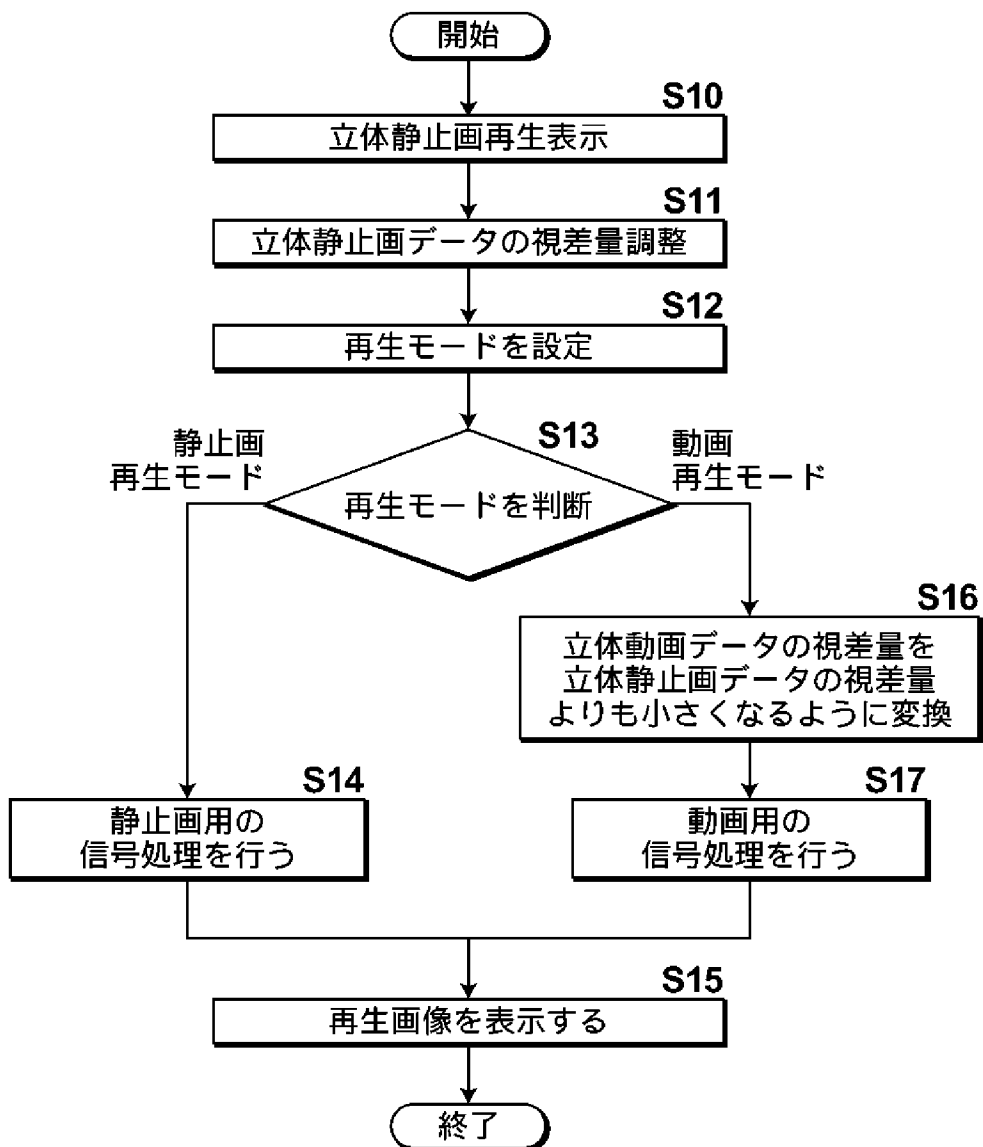 開始
S10
立体静止画再生表示
S11
立体静止画データの視差量調整
S12
再生モードを設定
S13
静止画
再生モード
動画
再生モード
再生モードを判断
S16
立体動画データの視差量を
立体静止画データの視差量
よりも小さくなるように変換
S14
静止画用の
信号処理を行う
S17
動画用の
信号処理を行う
S15
再生画像を表示する
終了